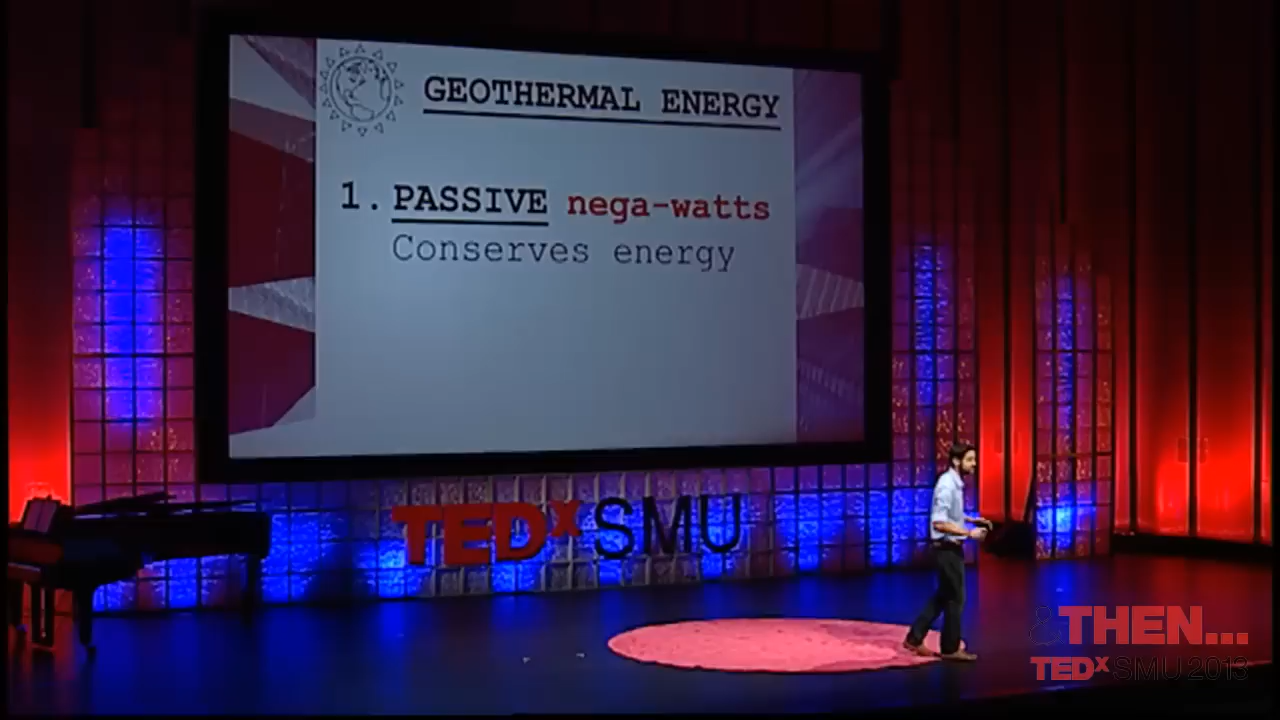 GEOTHERMAL ENERGY
1. PASSIVE nega-watts
Conserves energy
TEDxSMU
&THEN...
TEDxSMU 2013